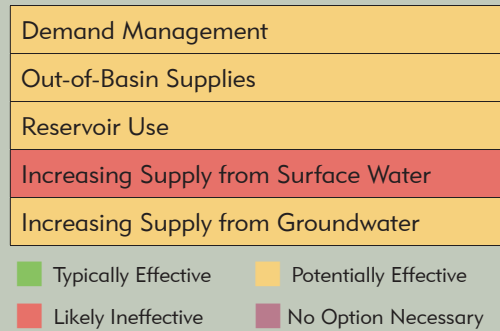 Demand Management
Out-of-Basin Supplies
Reservoir Use
Increasing Supply from Surface Water
Increasing Supply from Groundwater
Typically Effective
Potentially Effective
Likely Ineffective
No Option Necessary